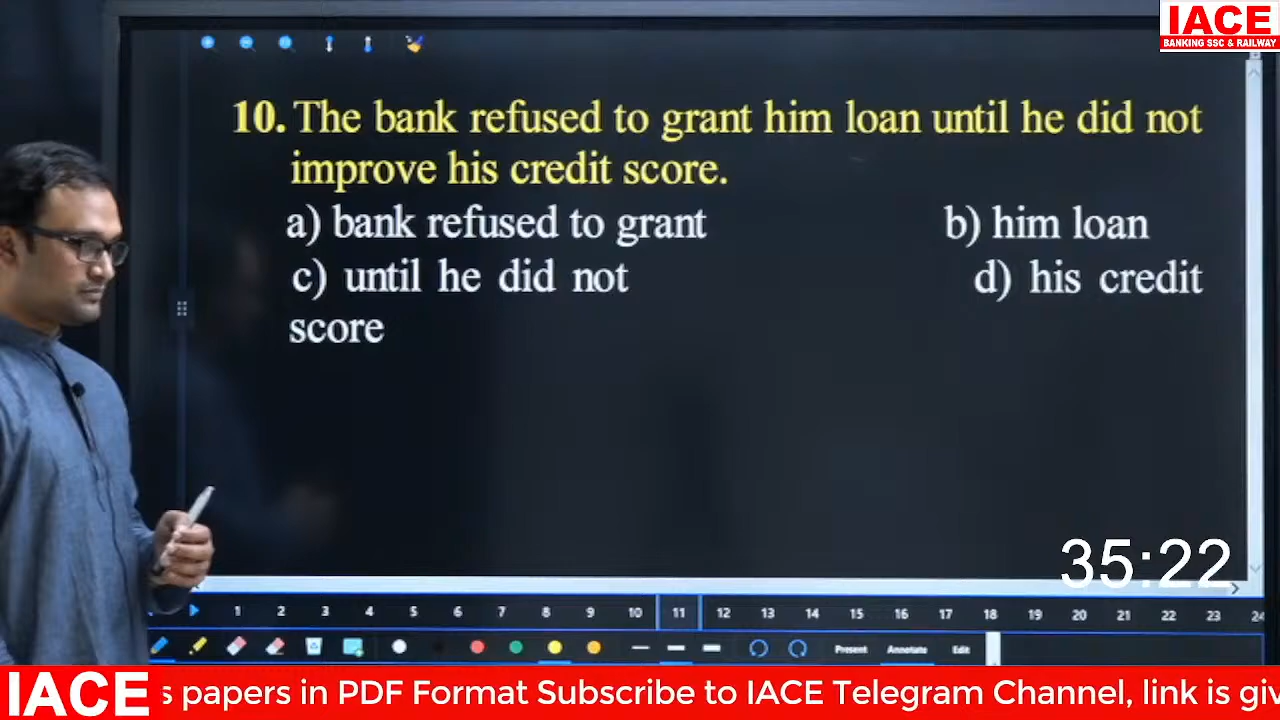 IACE
BANKING SSC & RAILWAY
10. The bank refused to grant him loan until he did not
improve his credit score.
a) bank refused to grant b) him loan
c) until he did not d) his credit
score
35:22
1 2 3 4 5 6 7 8 9 10 11 12 13 14 15 16 17 18 19 20 21 22 23 24
Present Annotate Edit
IACE s papers in PDF Format Subscribe to IACE Telegram Channel, link is giv